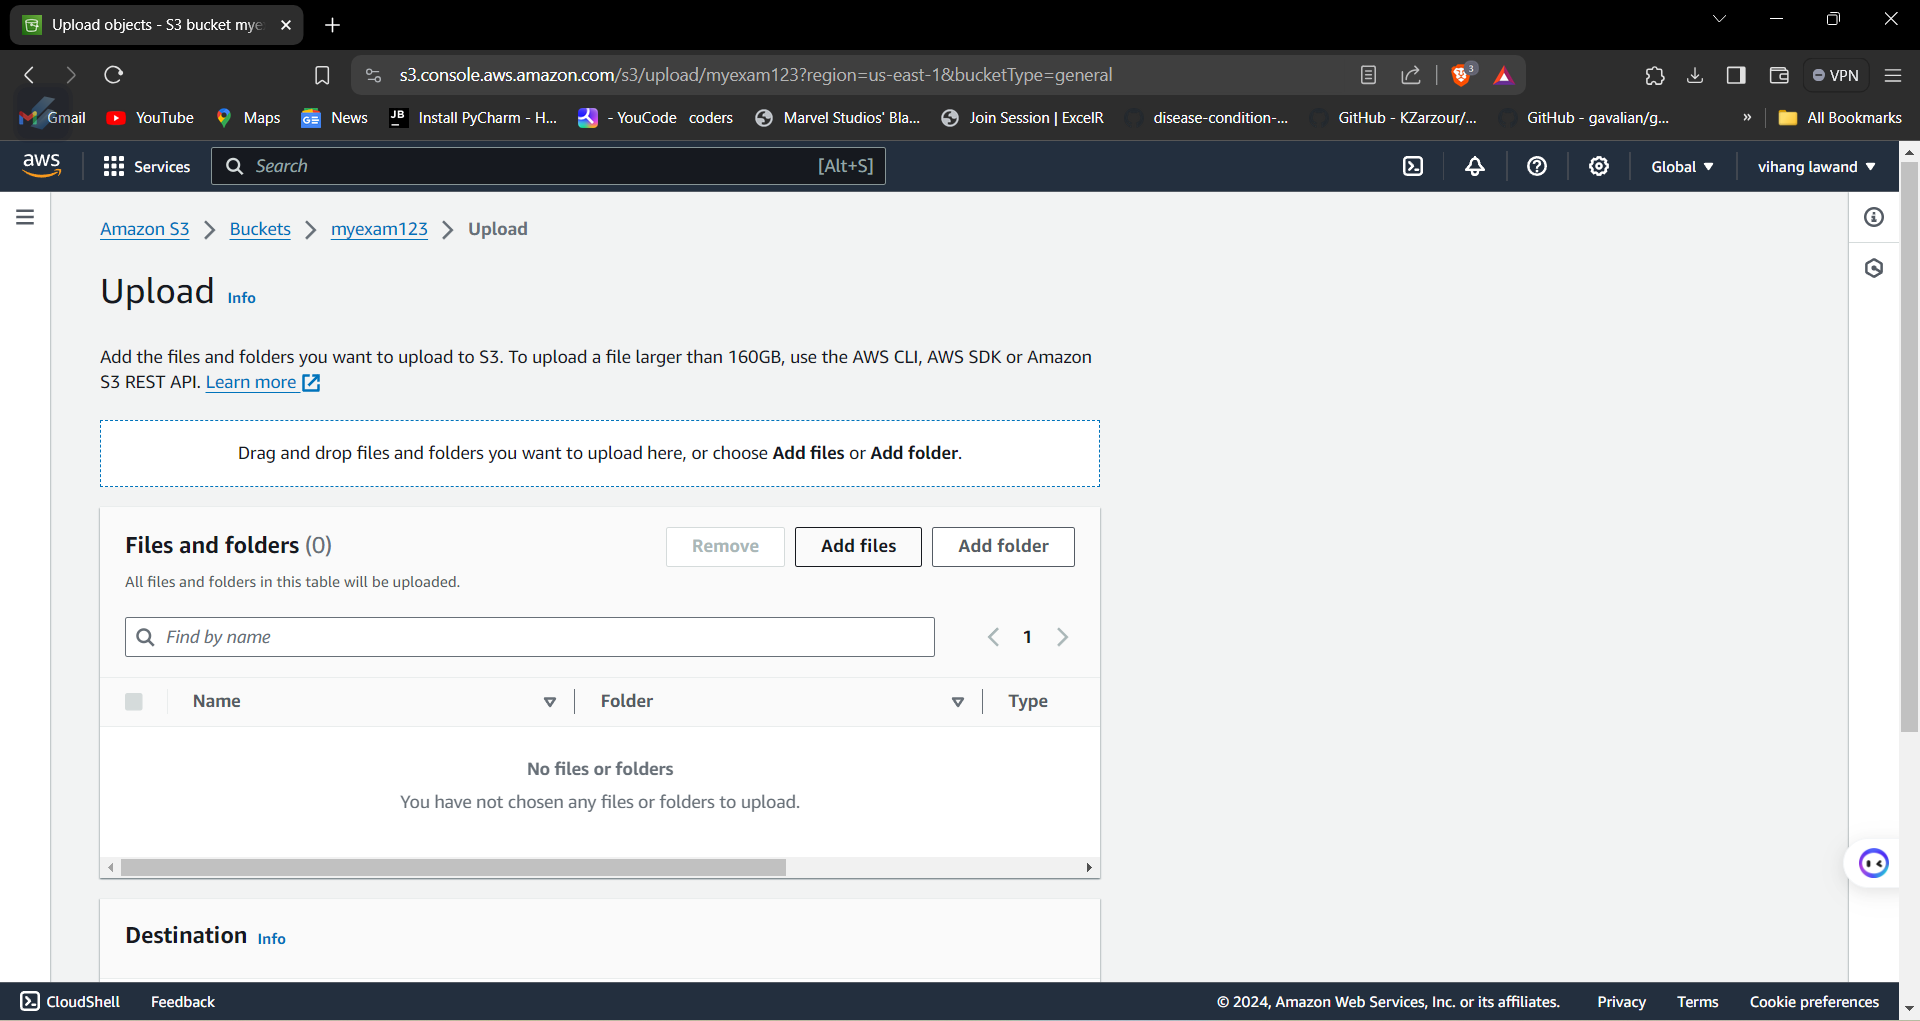 Upload objects - S3 bucket mye
s3.console.aws.amazon.com/s3/upload/myexam123?region=us-east-1&bucketType=general
3
VPN
Gmail
YouTube
Maps
News
Install PyCharm - H...
- YouCode coders
Marvel Studios' Bla...
Join Session | ExcelR
disease-condition-...
GitHub - KZarzour/...
GitHub - gavalian/g...
»
All Bookmarks
aws
Services
Search
[Alt+S]
Global
vihang lawand
Amazon S3
Buckets
myexam123
Upload
Upload Info
Add the files and folders you want to upload to S3. To upload a file larger than 160GB, use the AWS CLI, AWS SDK or Amazon
S3 REST API. Learn more
Drag and drop files and folders you want to upload here, or choose Add files or Add folder.
Files and folders (0)
Remove
Add files
Add folder
All files and folders in this table will be uploaded.
Find by name
1
Name
Folder
Type
No files or folders
You have not chosen any files or folders to upload.
Destination Info
CloudShell
Feedback
© 2024, Amazon Web Services, Inc. or its affiliates.
Privacy
Terms
Cookie preferences